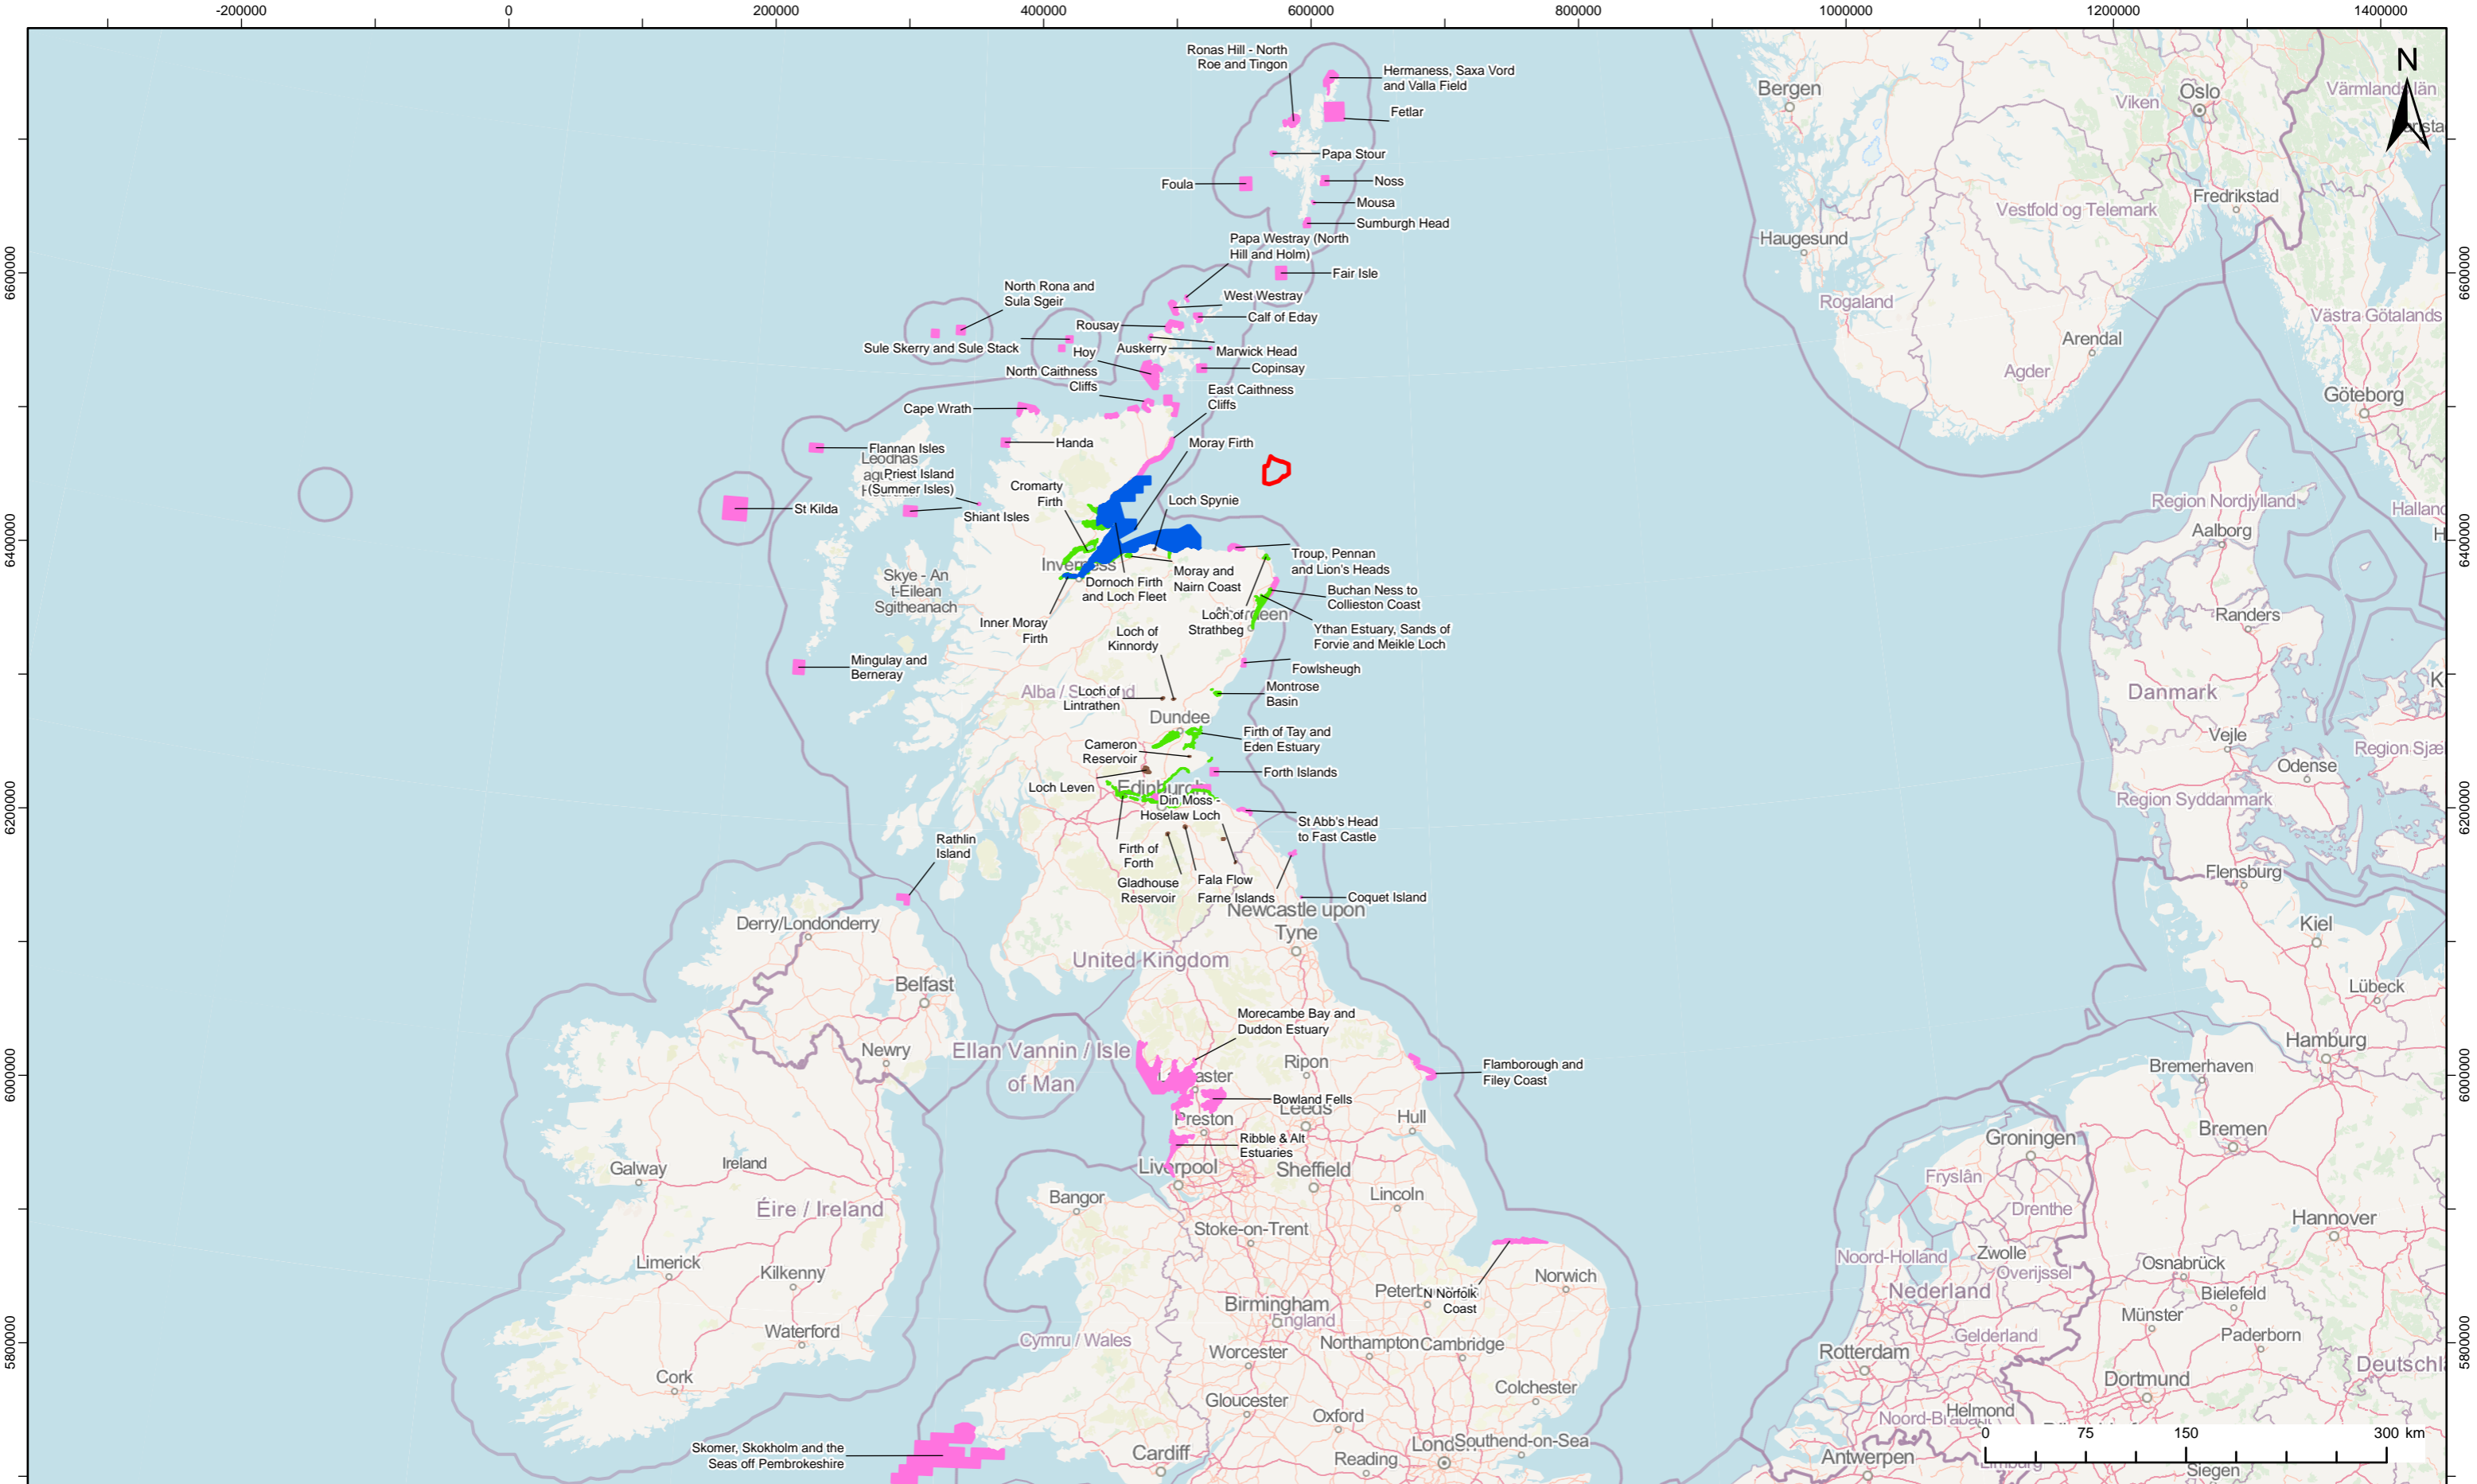 -200000
0
200000
400000
600000
800000
1000000
1200000
1400000
N
Ronas Hill - North
Roe and Tingon
Hermaness, Saxa Vord
and Valla Field
Fetlar
Papa Stour
Foula
Noss
Mousa
Sumburgh Head
Papa Westray (North
Hill and Holm)
Fair Isle
North Rona and
Sula Sgeir
West Westray
Calf of Eday
Rousay
Sule Skerry and Sule Stack
Auskerry
Marwick Head
Hoy
Copinsay
North Caithness
Cliffs
East Caithness
Cliffs
Cape Wrath
Handa
Moray Firth
Flannan Isles
Leodhas
Priest Island
(Summer Isles)
Cromarty
Firth
Loch Spynie
St Kilda
Shiant Isles
Troup, Pennan
and Lion's Heads
Inverness
Moray and
Nairn Coast
Dornoch Firth
and Loch Fleet
Skye - An
t-Eilean
Sgitheanach
Buchan Ness to
Collieston Coast
Loch of
Strathbeg
Ythan Estuary, Sands of
Forvie and Meikle Loch
Inner Moray
Firth
Loch of
Kinnordy
Mingulay and
Berneray
Fowlsheugh
Loch of
Lintrathen
Montrose
Basin
Dundee
Firth of Tay and
Eden Estuary
Cameron
Reservoir
Forth Islands
Loch Leven
Edinburgh
Din Moss -
Hoselaw Loch
St Abb's Head
to Fast Castle
Rathlin
Island
Firth of
Forth
Gladhouse
Reservoir
Fala Flow
Farne Islands
Coquet Island
Newcastle upon
Tyne
Derry/Londonderry
United Kingdom
Belfast
Newry
Ellan Vannin / Isle
of Man
Morecambe Bay and
Duddon Estuary
Ripon
Flamborough and
Filey Coast
Bowland Fells
Leeds
Preston
Hull
Ribble & Alt
Estuaries
Liverpool
Sheffield
Galway
Ireland
Éire / Ireland
Bangor
Lincoln
Stoke-on-Trent
Limerick
Kilkenny
Norwich
N Norfolk
Coast
Birmingham
England
Waterford
Cymru / Wales
Worcester
Northampton
Cambridge
Cork
Gloucester
Colchester
Oxford
Skomer, Skokholm and the
Seas off Pembrokeshire
Cardiff
Reading
Southend-on-Sea
Bergen
Oslo
Viken
Fredrikstad
Vestfold og Telemark
Haugesund
Rogaland
Västra Götalands
Arendal
Agder
Göteborg
Region Nordjylland
Aalborg
Randers
Danmark
Vejle
Odense
Region Syddanmark
Flensburg
Kiel
Lübeck
Hamburg
Bremerhaven
Bremen
Groningen
Fryslân
Drenthe
Hannover
Noord-Holland
Zwolle
Overijssel
Osnabrück
Nederland
Bielefeld
Münster
Gelderland
Paderborn
Rotterdam
Dortmund
Helmond
Antwerpen
Siegen
0
75
150
300 km
6600000
6400000
6200000
6000000
5800000
6600000
6400000
6200000
6000000
5800000